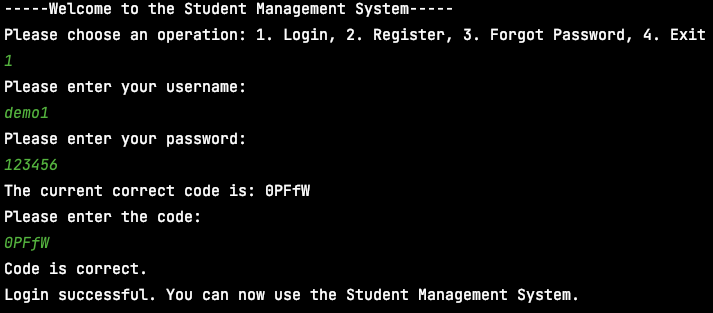 -----Welcome to the Student Management System-----
Please choose an operation: 1. Login, 2. Register, 3. Forgot Password, 4. Exit
1
Please enter your username:
demo1
Please enter your password:
123456
The current correct code is: 0PFfW
Please enter the code:
0PFfW
Code is correct.
Login successful. You can now use the Student Management System.